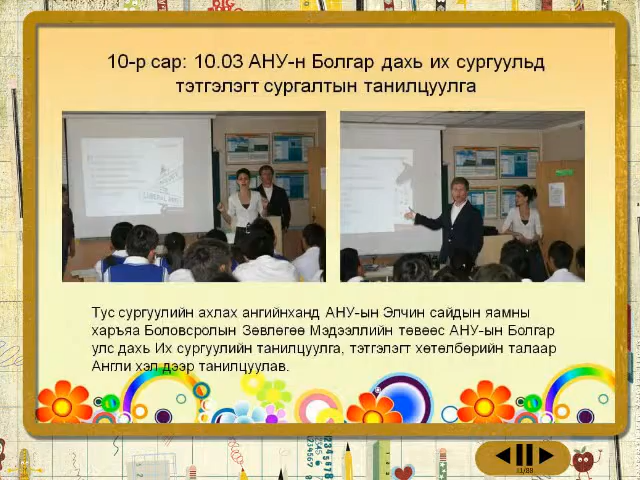 10-р сар: 10.03 АНУ-н Болгар дахь их сургуульд
тэтгэлэгт сургалтын танилцуулга
Тус сургуулийн ахлах ангийнханд АНУ-ын Элчин сайдын яамны
харъяа Боловсролын Зөвлөгөө Мэдээллийн төвөөс АНУ-ын Болгар
улс дахь Их сургуулийн танилцуулга, тэтгэлэгт хөтөлбөрийн талаар
Англи хэл дээр танилцуулав.